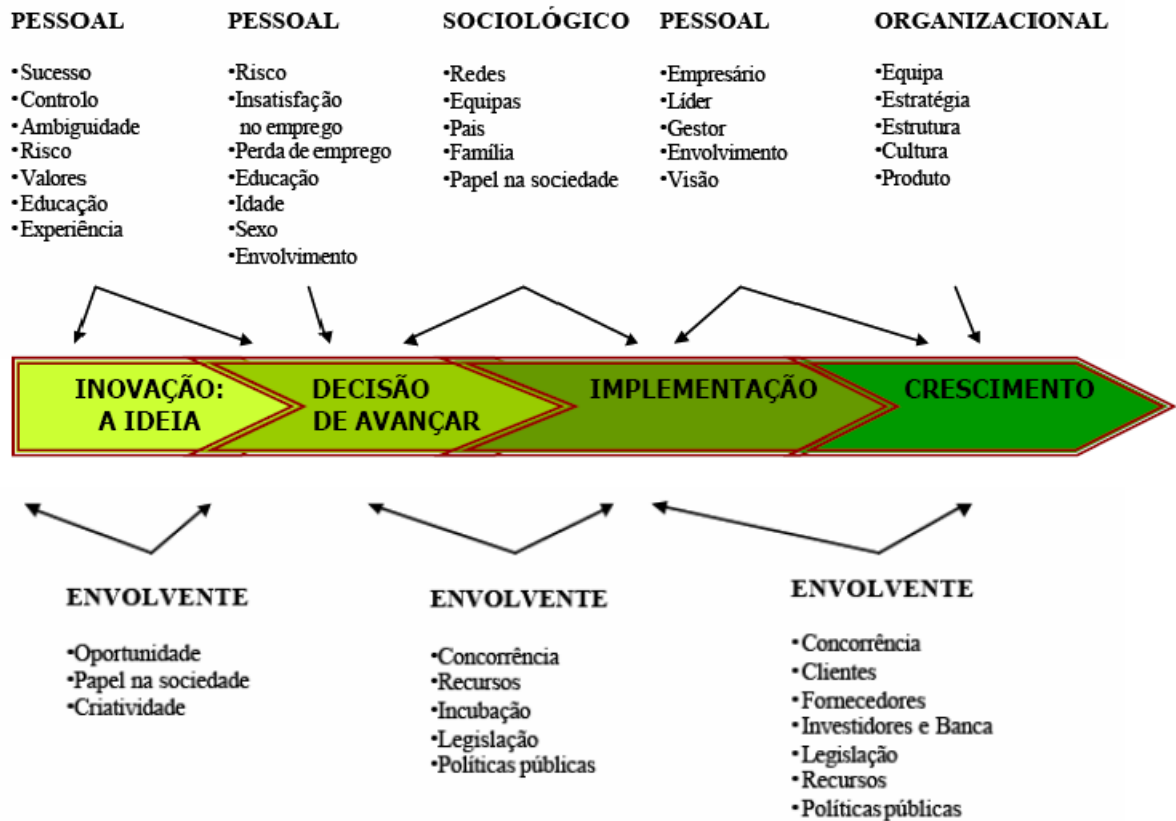 PESSOAL
•Sucesso
•Controlo
•Ambiguidade
•Risco
•Valores
•Educação
•Experiência
PESSOAL
•Risco
•Insatisfação
no emprego
•Perda de emprego
•Educação
•Idade
•Sexo
•Envolvimento
SOCIOLÓGICO
•Redes
•Equipas
•Pais
•Família
•Papel na sociedade
PESSOAL
•Empresário
•Líder
•Gestor
•Envolvimento
•Visão
ORGANIZACIONAL
•Equipa
•Estratégia
•Estrutura
•Cultura
•Produto
INOVAÇÃO:
A IDEIA
DECISÃO
DE AVANÇAR
IMPLEMENTAÇÃO
CRESCIMENTO
ENVOLVENTE
•Oportunidade
•Papel na sociedade
•Criatividade
ENVOLVENTE
•Concorrência
•Recursos
•Incubação
•Legislação
•Políticas públicas
ENVOLVENTE
•Concorrência
•Clientes
•Fornecedores
•Investidores e Banca
•Legislação
•Recursos
•Políticas públicas